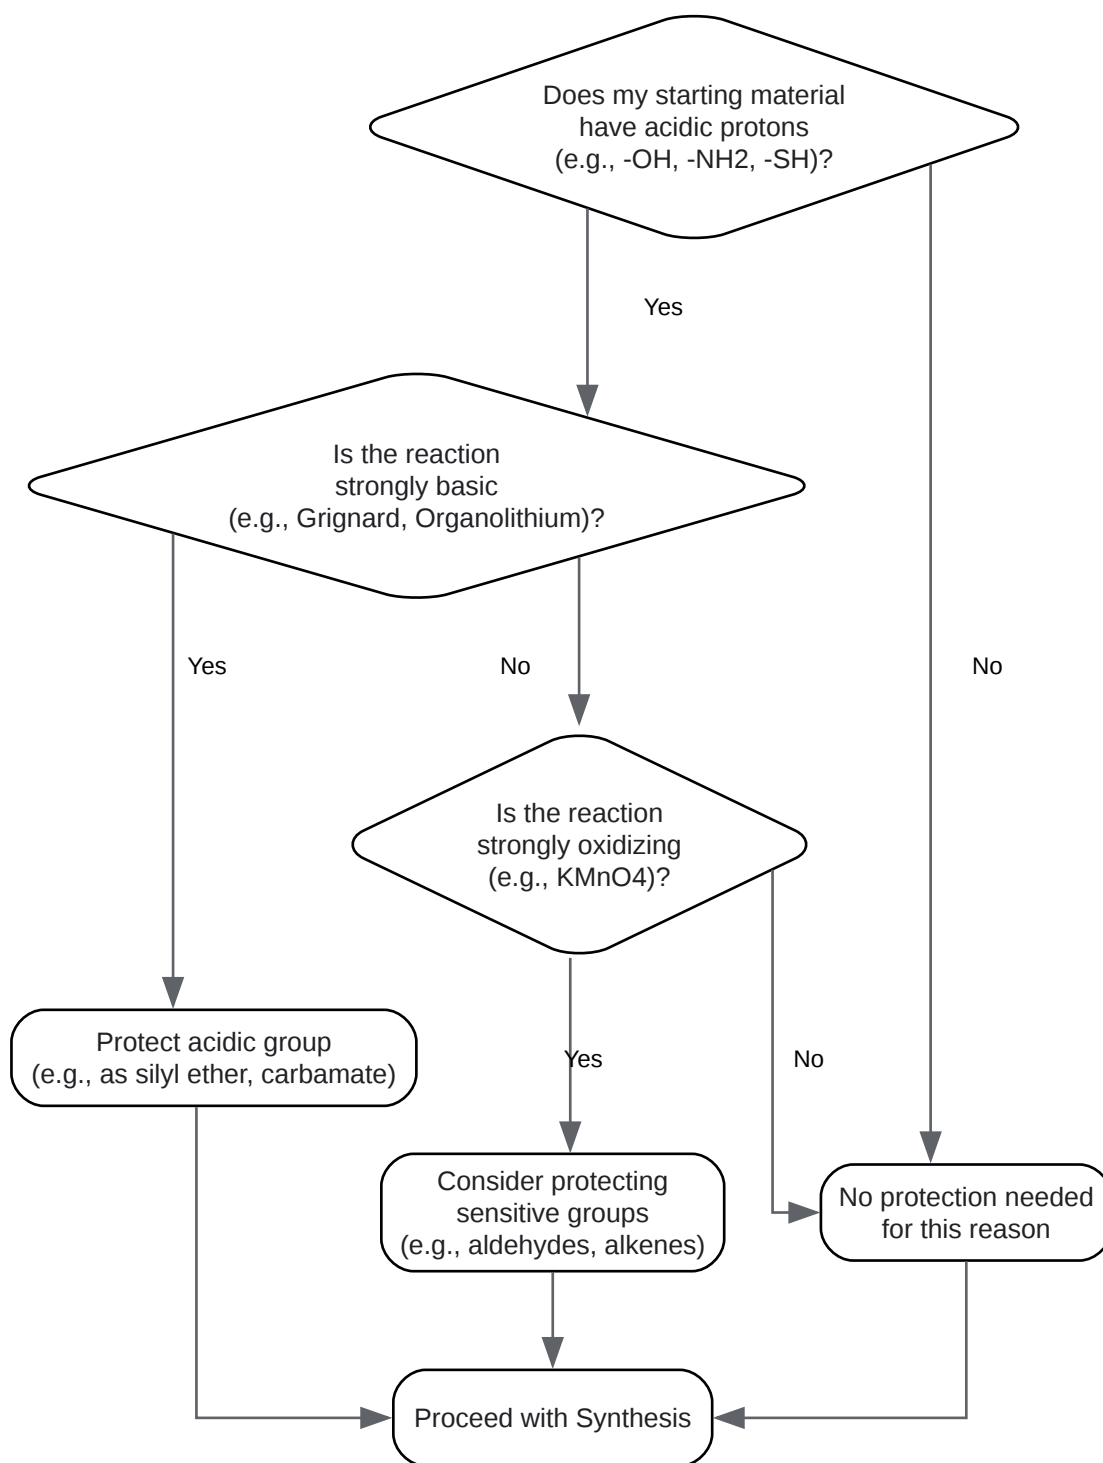 Does my starting material
have acidic protons
(e.g., -OH, -NH2, -SH)?
Yes
Is the reaction
strongly basic
(e.g., Grignard, Organolithium)?
Yes
No
No
Is the reaction
strongly oxidizing
(e.g., KMnO4)?
Protect acidic group
(e.g., as silyl ether, carbamate)
Yes
No
Consider protecting
sensitive groups
(e.g., aldehydes, alkenes)
No protection needed
for this reason
Proceed with Synthesis